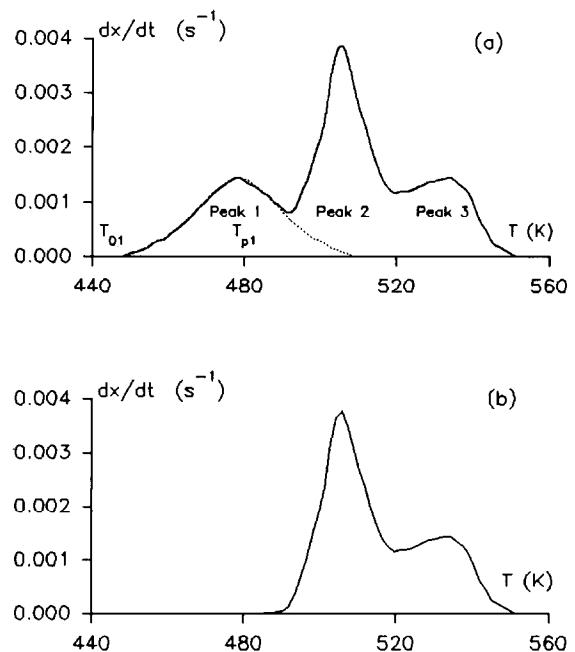 dx/dt (s⁻¹)
(a)
0.004
0.003
0.002
0.001
0.000
Peak 1
Peak 2
Peak 3
T01
Tp1
T (K)
440
480
520
560
dx/dt (s⁻¹)
(b)
0.004
0.003
0.002
0.001
0.000
T (K)
440
480
520
560